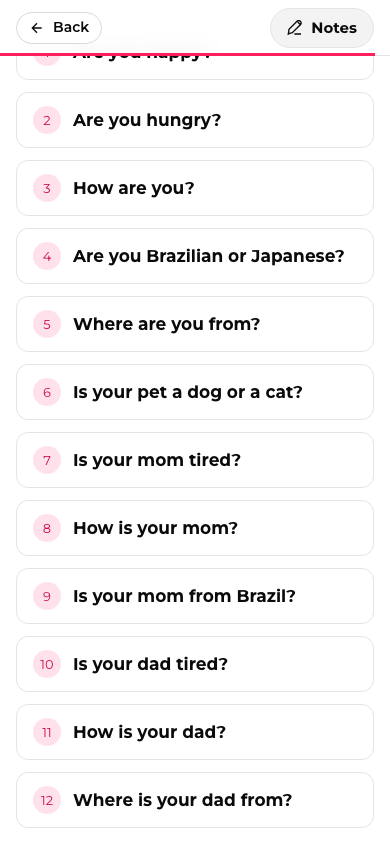 Back
Notes
Are you happy?
2 Are you hungry?
3 How are you?
4 Are you Brazilian or Japanese?
5 Where are you from?
6 Is your pet a dog or a cat?
7 Is your mom tired?
8 How is your mom?
9 Is your mom from Brazil?
10 Is your dad tired?
11 How is your dad?
12 Where is your dad from?